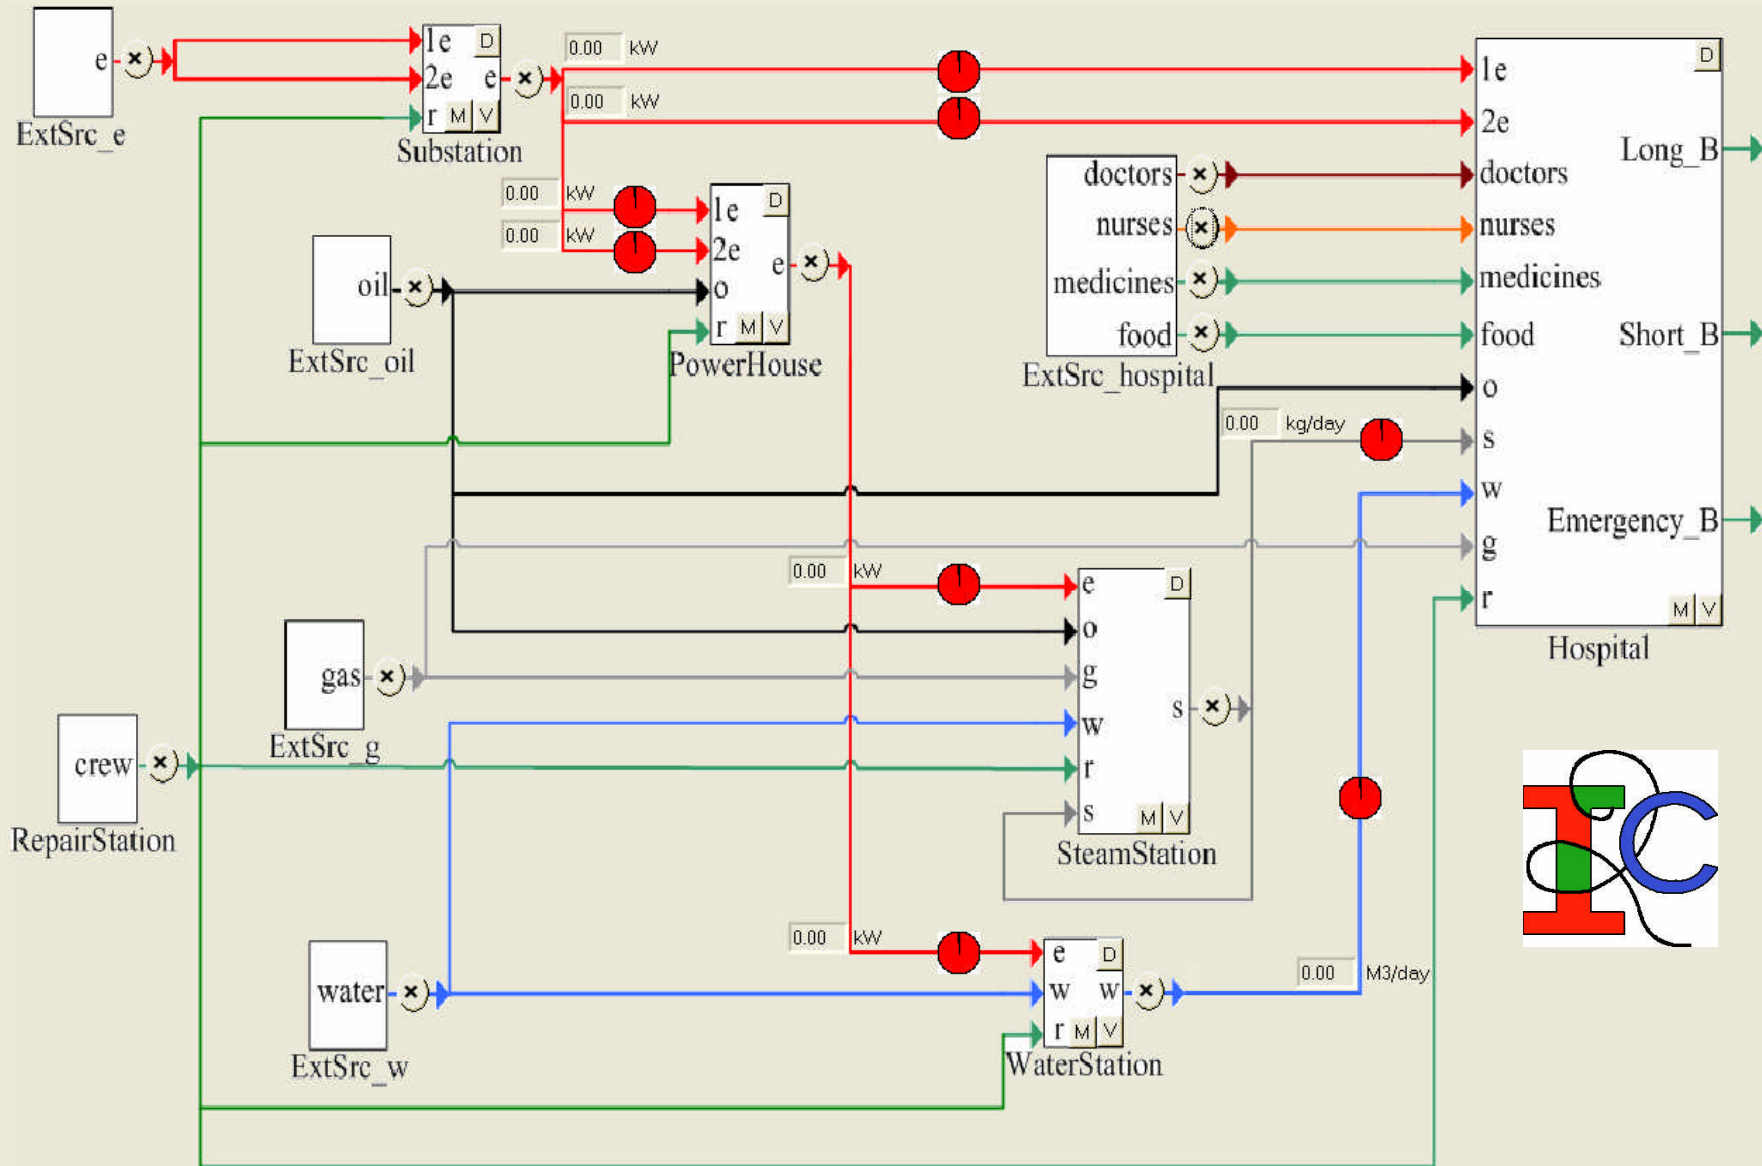 e
ExtSrc_e
1e D
2e e
r M V
Substation
0.00 kW
0.00 kW
0.00 kW
0.00 kW
1e D
2e
e
o
r M V
PowerHouse
oil
ExtSrc_oil
doctors
nurses
medicines
food
ExtSrc_hospital
D
1e
2e
Long_B
doctors
nurses
medicines
food Short_B
o
s
w
Emergency_B
g
r
M V
Hospital
0.00 kg/day
0.00 kW
e D
o
g
w
s
r
s
M V
SteamStation
gas
ExtSrc_g
crew
RepairStation
0.00 kW
e D
w w
r M V
WaterStation
0.00 M3/day
water
ExtSrc_w
I C